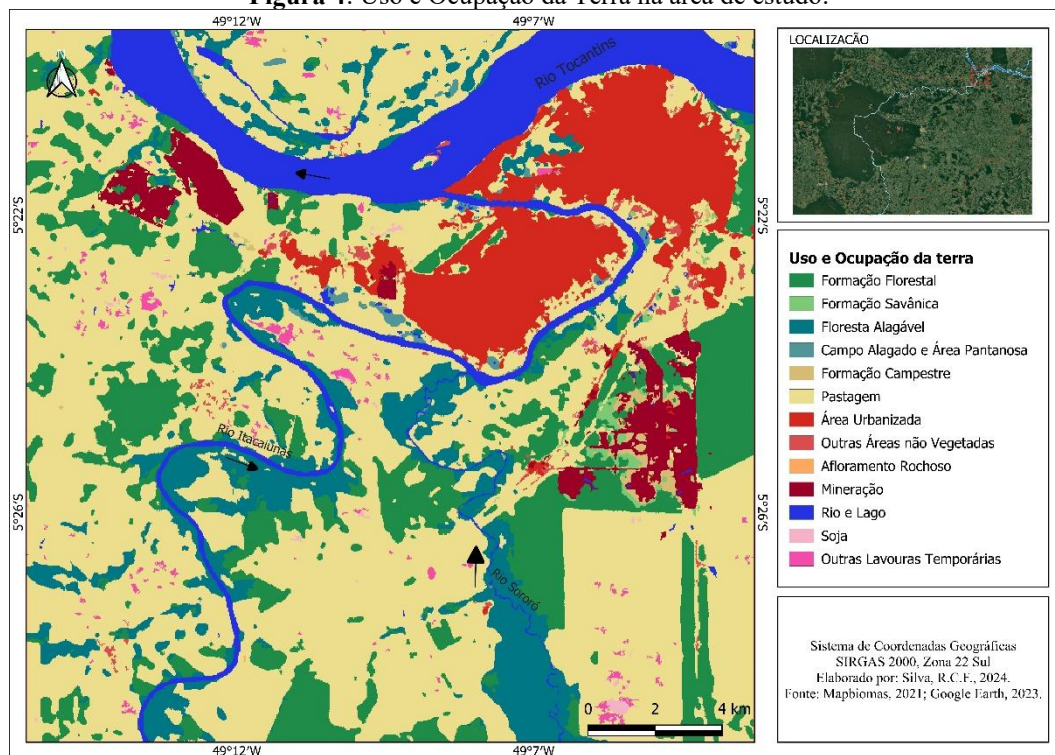 Figura 4: Uso e Ocupação da Terra na área de estudo.
49°12'W
49°7'W
Rio Tocantins
5°22'S
5°22'S
Rio Itacaiunas
5°26'S
5°26'S
Rio Sororó
0 2 4 km
49°12'W
49°7'W
LOCALIZAÇÃO
Uso e Ocupação da terra
Formação Florestal
Formação Savânica
Floresta Alagável
Campo Alagado e Área Pantanosa
Formação Campestre
Pastagem
Área Urbanizada
Outras Áreas não Vegetadas
Afloramento Rochoso
Mineração
Rio e Lago
Soja
Outras Lavouras Temporárias
Sistema de Coordenadas Geográficas
SIRGAS 2000, Zona 22 Sul
Elaborado por: Silva, R.C.F., 2024.
Fonte: Mapbiomas, 2021; Google Earth, 2023.